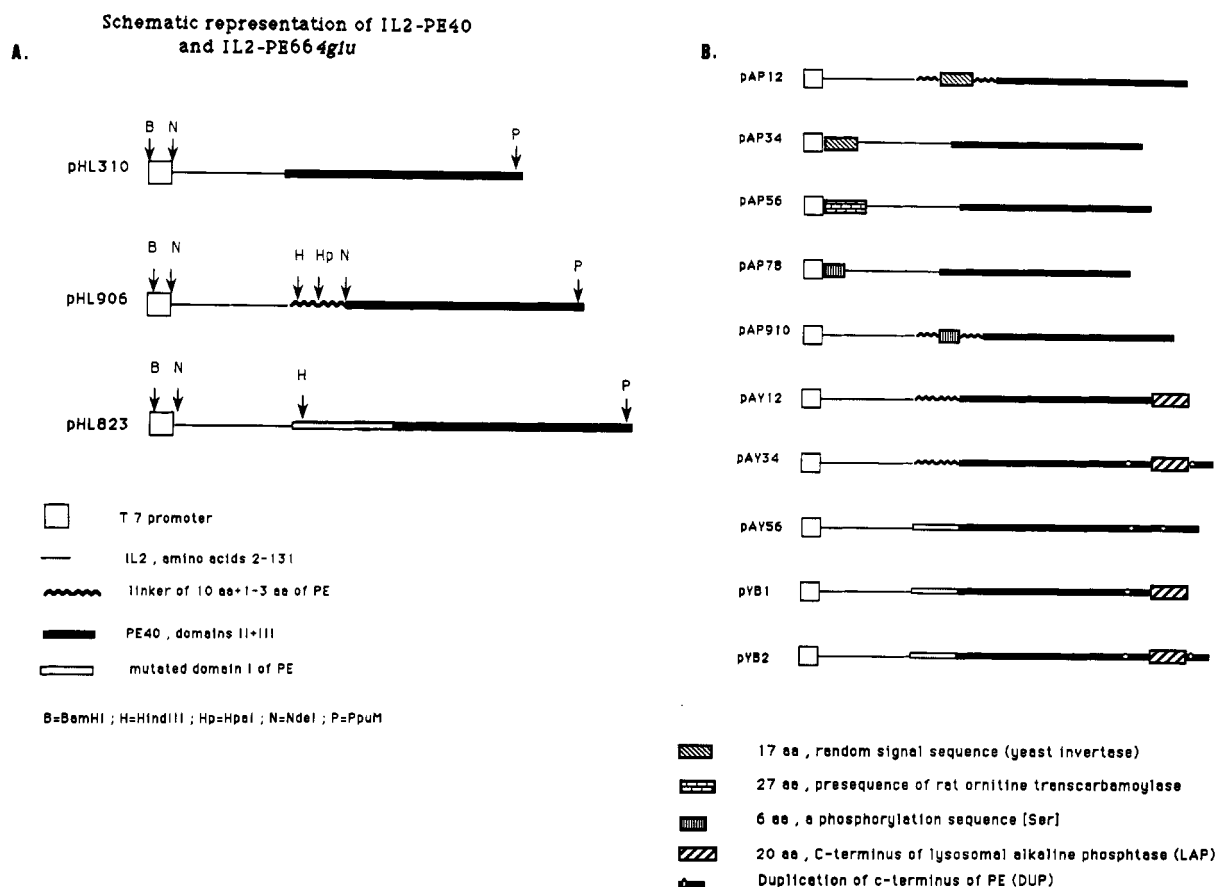 Schematic representation of IL2-PE40
and IL2-PE66 4glu
A.
B N P
pHL310
B N H Hp N P
pHL906
B N H P
pHL823
T 7 promoter
IL2 , amino acids 2-131
linker of 10 aa+1-3 aa of PE
PE40 , domains II+III
mutated domain I of PE
B=BamHI ; H=HindIII ; Hp=HpaI ; N=NdeI ; P=PpuM
B.
pAP12
pAP34
pAP56
pAP78
pAP910
pAY12
pAY34
pAY56
pYB1
pYB2
17 aa , random signal sequence (yeast invertase)
27 aa , presequence of rat ornitine transcarbamoylase
6 aa , a phosphorylation sequence [Ser]
20 aa , C-terminus of lysosomal alkaline phosphtase (LAP)
Duplication of c-terminus of PE (DUP)